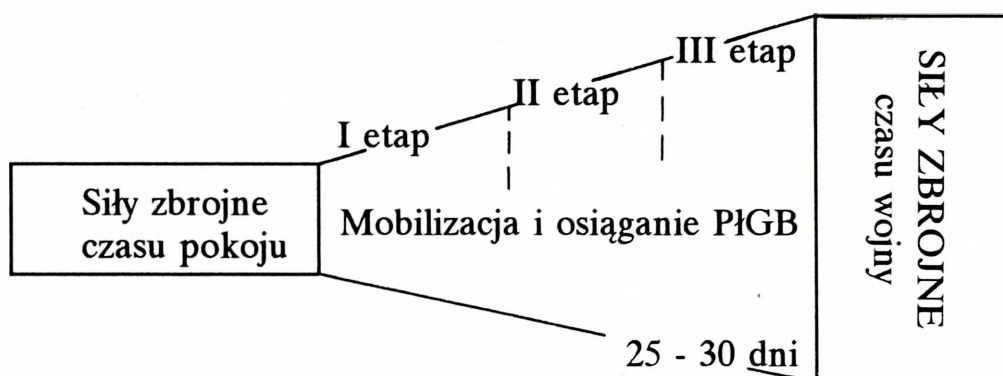 Siły zbrojne
czasu pokoju
I etap
II etap
III etap
Mobilizacja i osiąganie PłGB
25 - 30 dni
SIŁY ZBROJNE
czasu wojny